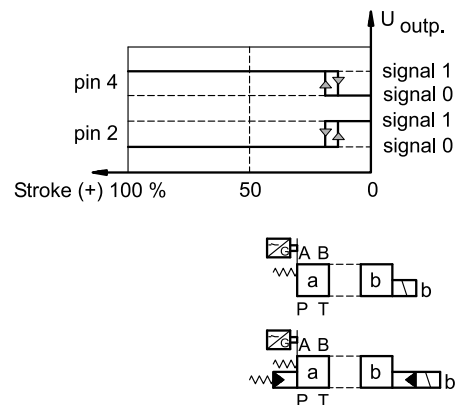 U outp.
pin 4
signal 1
signal 0
pin 2
signal 1
signal 0
Stroke (+) 100 %
50
0
G
A B
a
b
b
P T
G
A B
a
b
b
P T